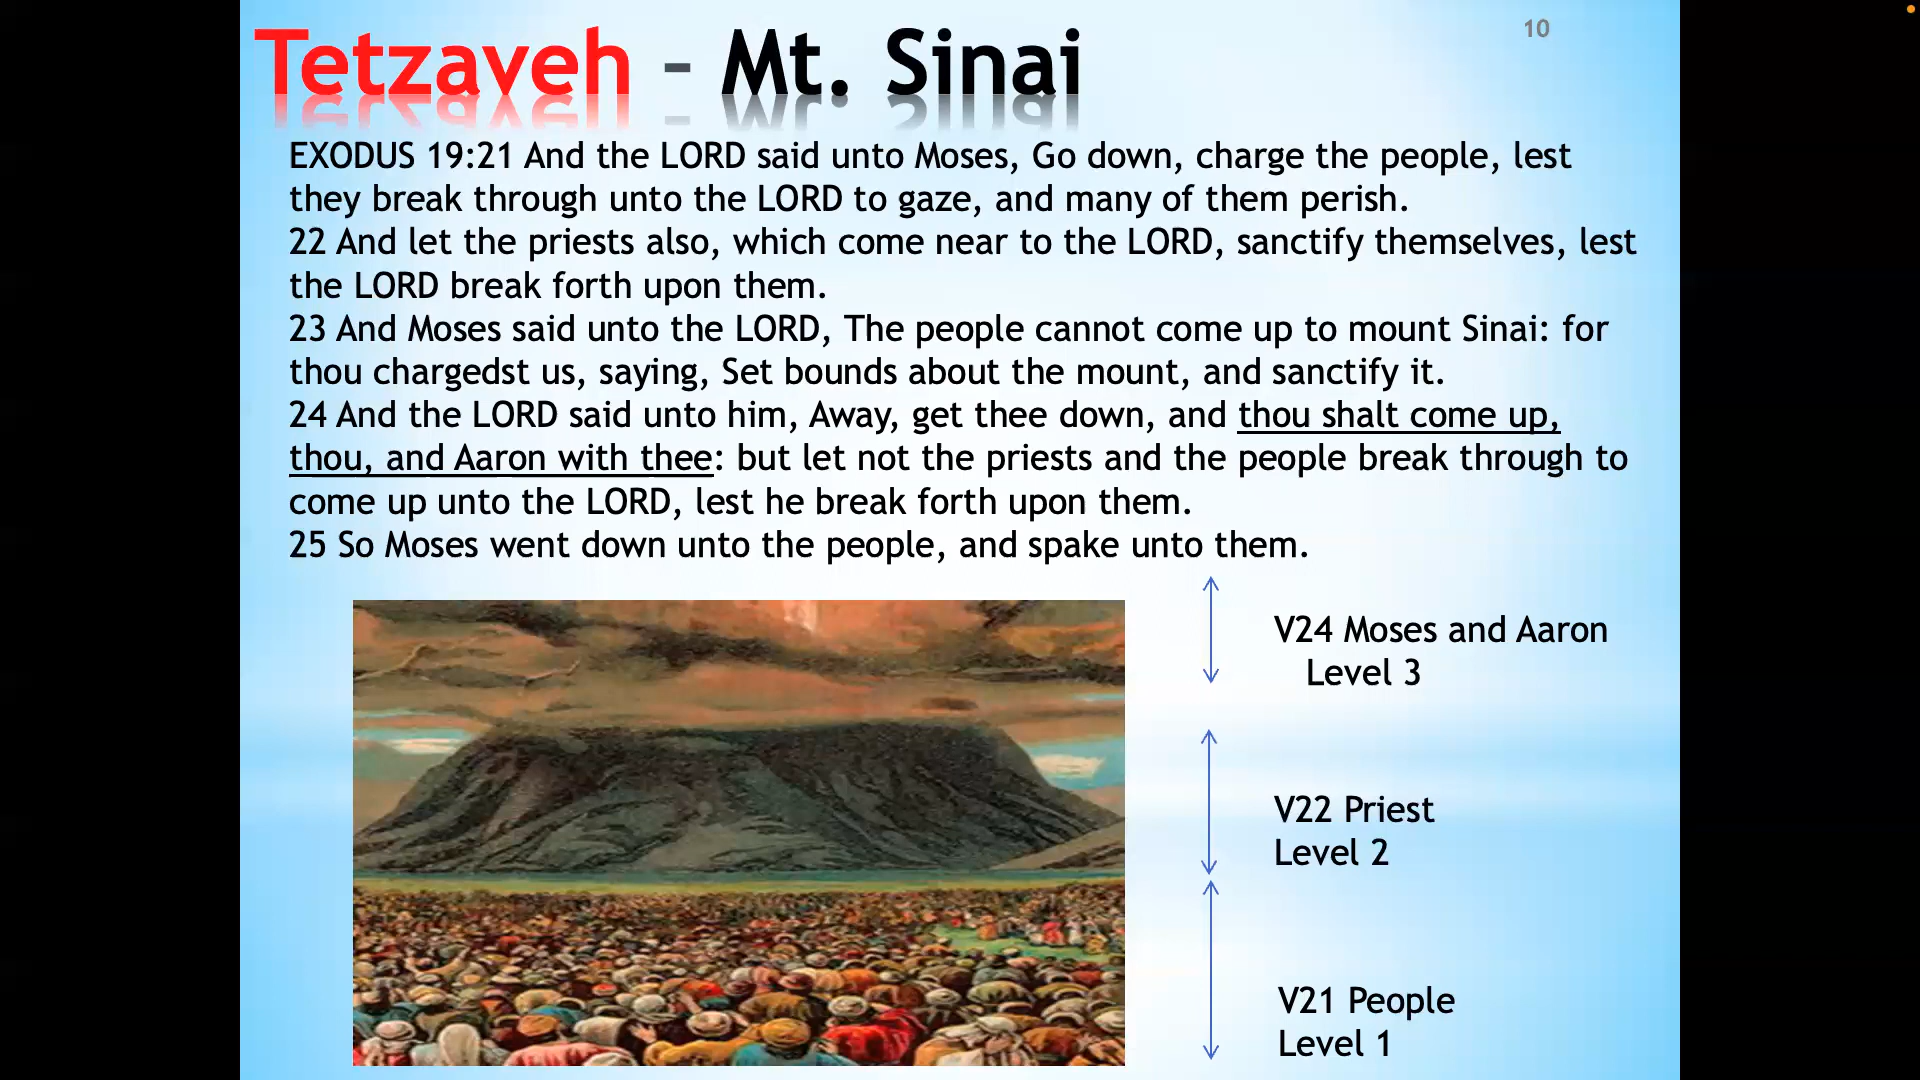 10
Tetzaveh - Mt. Sinai
EXODUS 19:21 And the LORD said unto Moses, Go down, charge the people, lest
they break through unto the LORD to gaze, and many of them perish.
22 And let the priests also, which come near to the LORD, sanctify themselves, lest
the LORD break forth upon them.
23 And Moses said unto the LORD, The people cannot come up to mount Sinai: for
thou chargedst us, saying, Set bounds about the mount, and sanctify it.
24 And the LORD said unto him, Away, get thee down, and thou shalt come up,
thou, and Aaron with thee: but let not the priests and the people break through to
come up unto the LORD, lest he break forth upon them.
25 So Moses went down unto the people, and spake unto them.
V24 Moses and Aaron
Level 3
V22 Priest
Level 2
V21 People
Level 1